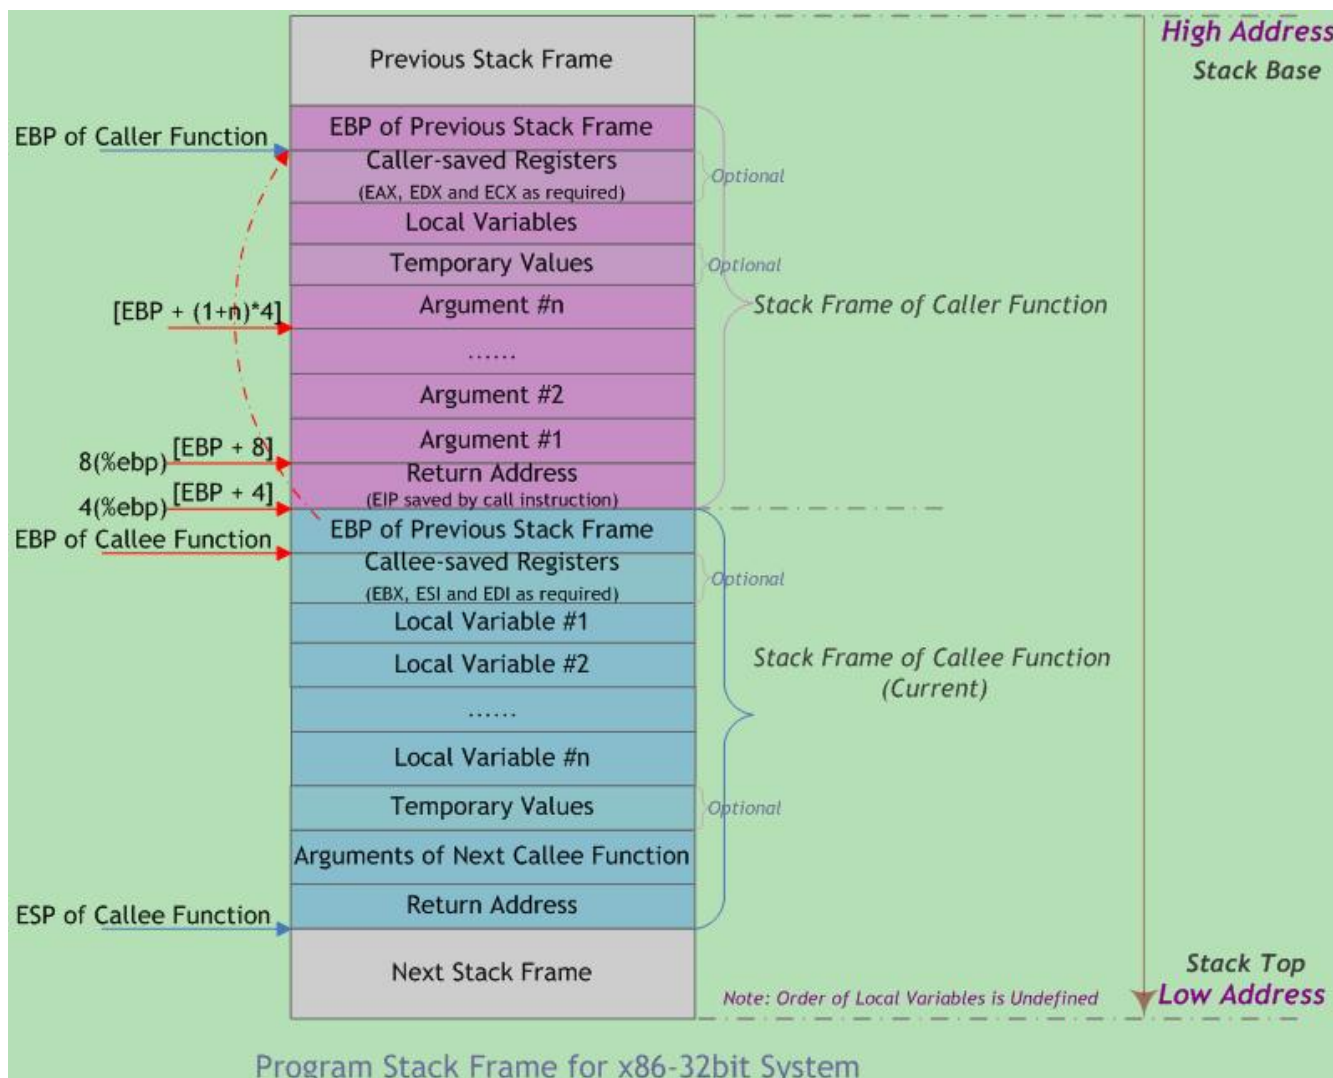 High Address
Stack Base
Previous Stack Frame
EBP of Previous Stack Frame
EBP of Caller Function
Caller-saved Registers
(EAX, EDX and ECX as required)
Optional
Local Variables
Temporary Values
Optional
[EBP + (1+n)*4]
Argument #n
Stack Frame of Caller Function
......
Argument #2
Argument #1
8(%ebp)
[EBP + 8]
Return Address
(EIP saved by call instruction)
4(%ebp)
[EBP + 4]
EBP of Previous Stack Frame
EBP of Callee Function
Callee-saved Registers
(EBX, ESI and EDI as required)
Optional
Local Variable #1
Local Variable #2
Stack Frame of Callee Function
(Current)
......
Local Variable #n
Temporary Values
Optional
Arguments of Next Callee Function
Return Address
ESP of Callee Function
Next Stack Frame
Stack Top
Note: Order of Local Variables is Undefined
Low Address
Program Stack Frame for x86-32bit System